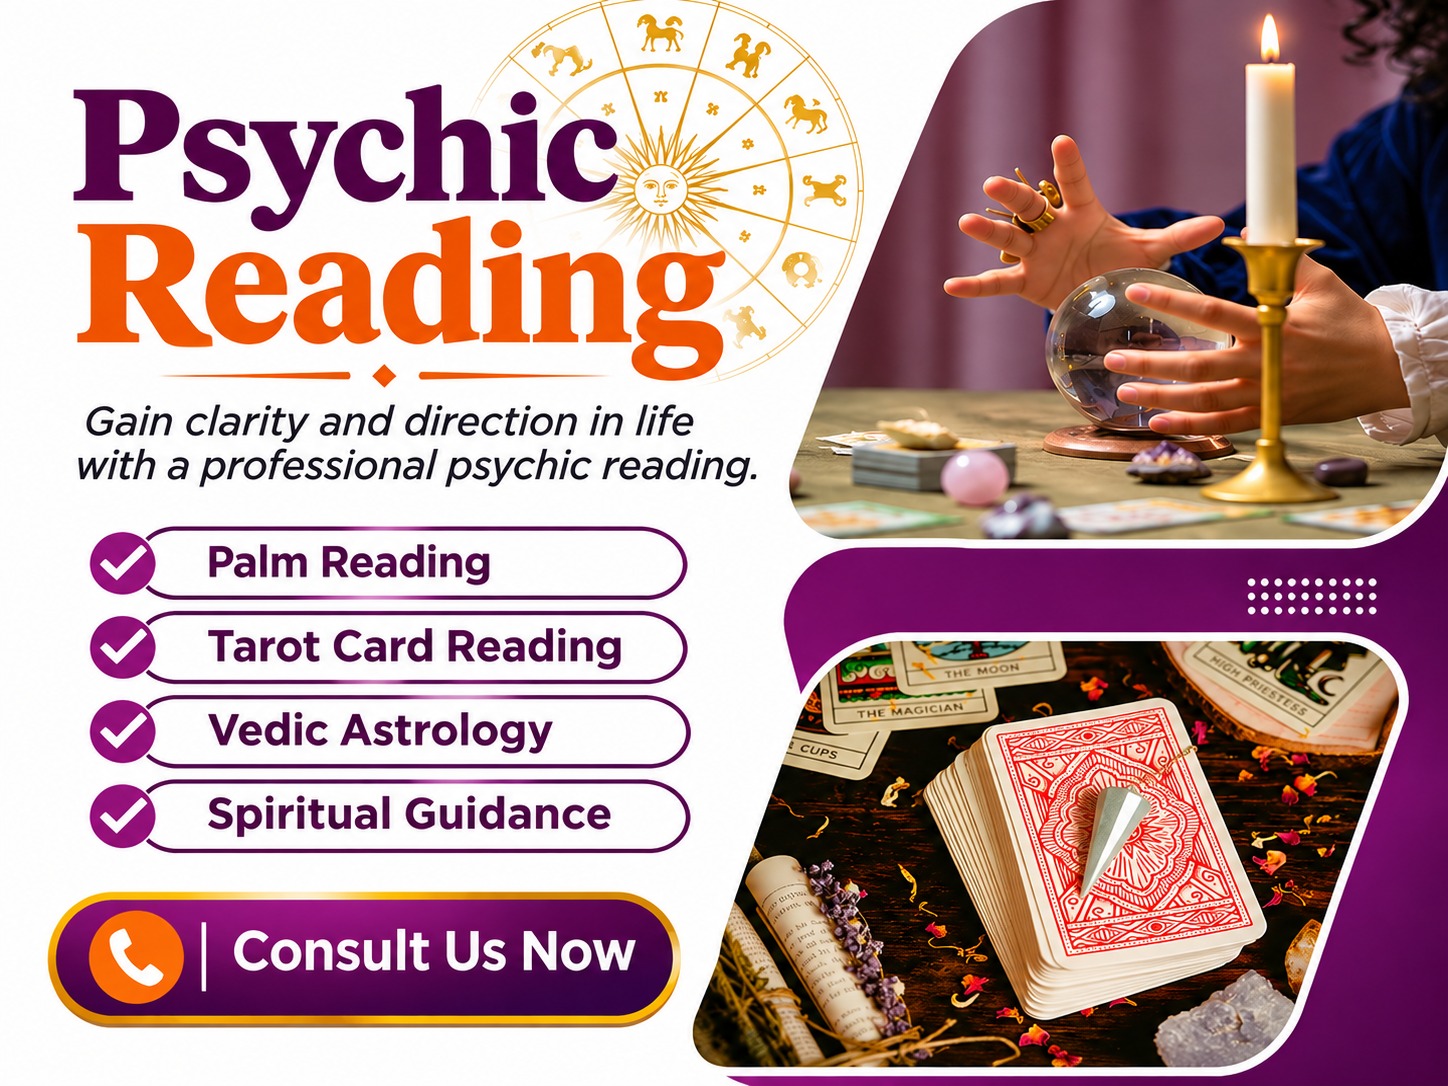 Psychic
Reading
Gain clarity and direction in life
with a professional psychic reading.
Palm Reading
Tarot Card Reading
Vedic Astrology
Spiritual Guidance
Consult Us Now
THE MOON
THE MAGICIAN
CUPS
HIGH PRIESTESS